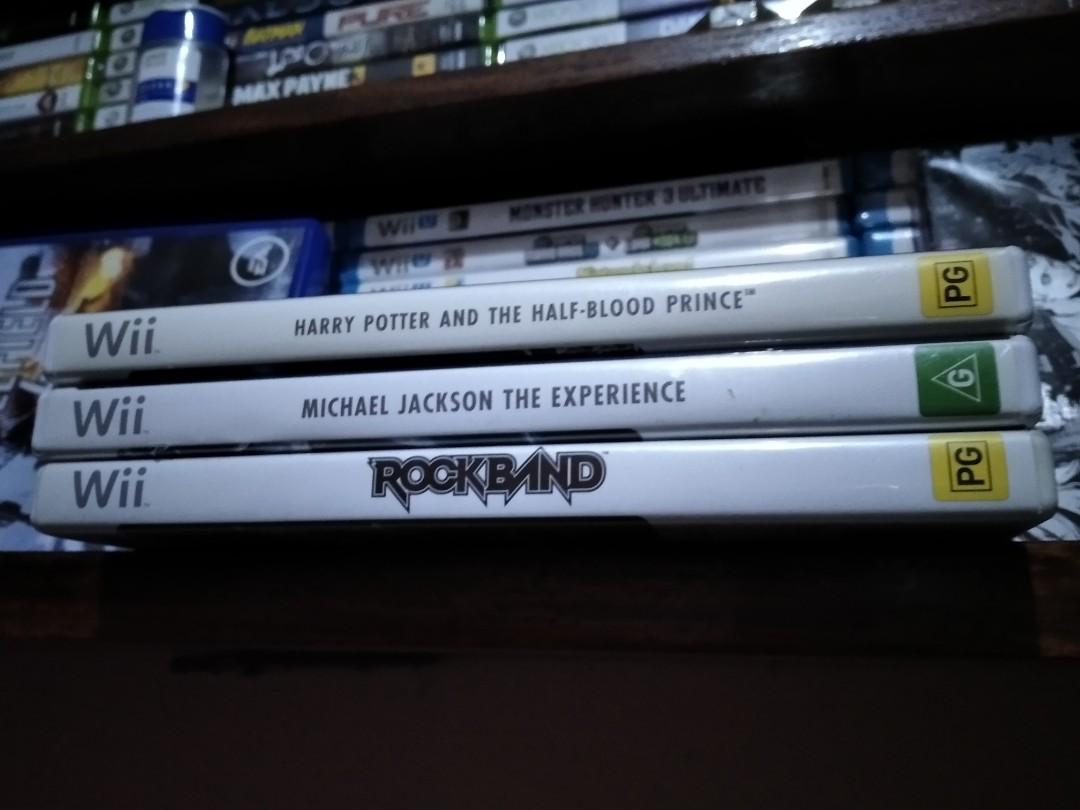 PURE
BATMAN
MAX PAYNE 3
Wii U MONSTER HUNTER 3 ULTIMATE
Wii U
Wii HARRY POTTER AND THE HALF-BLOOD PRINCE™ PG
Wii MICHAEL JACKSON THE EXPERIENCE G
Wii ROCKBAND PG